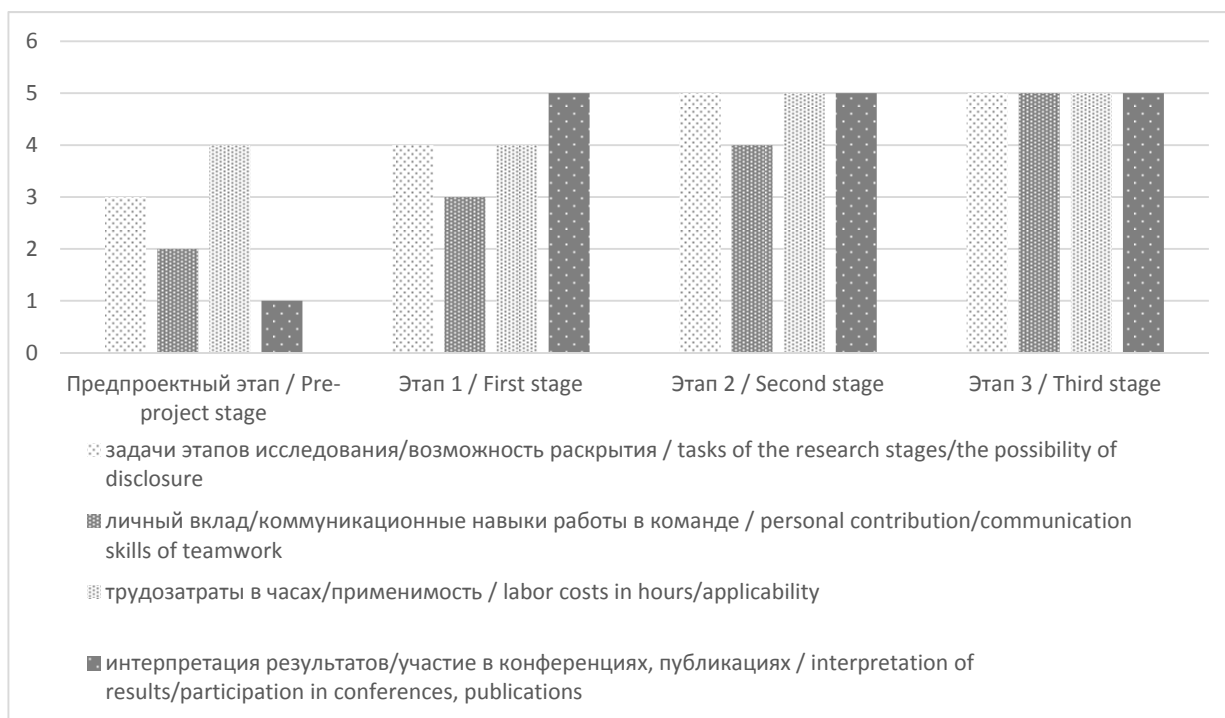 6
5
4
3
2
1
0
Предпроектный этап / Pre-
project stage
Этап 1 / First stage
Этап 2 / Second stage
Этап 3 / Third stage
задачи этапов исследования/возможность раскрытия / tasks of the research stages/the possibility of
disclosure
личный вклад/коммуникационные навыки работы в команде / personal contribution/communication
skills of teamwork
трудозатраты в часах/применимость / labor costs in hours/applicability
интерпретация результатов/участие в конференциях, публикациях / interpretation of
results/participation in conferences, publications